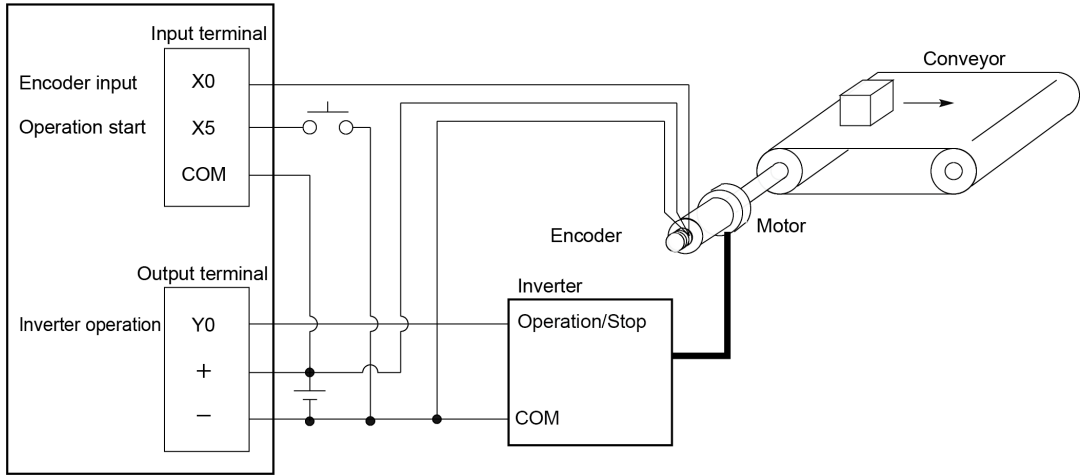 Input terminal
Encoder input
X0
Operation start
X5
COM
Output terminal
Inverter operation
Y0
+
−
Conveyor
Encoder
Motor
Inverter
Operation/Stop
COM